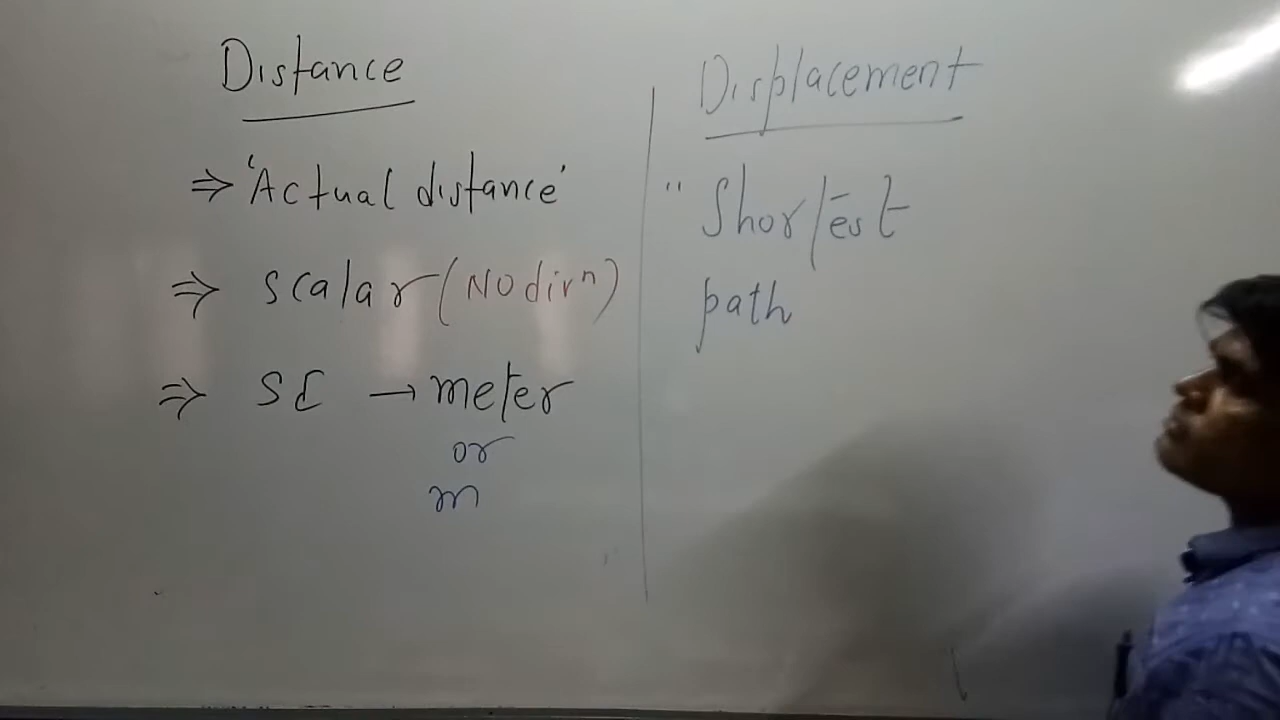 Distance
⇒ 'Actual distance'
⇒ Scalar (No dirⁿ)
⇒ SI → meter
or
m
Displacement
" Shortest
path